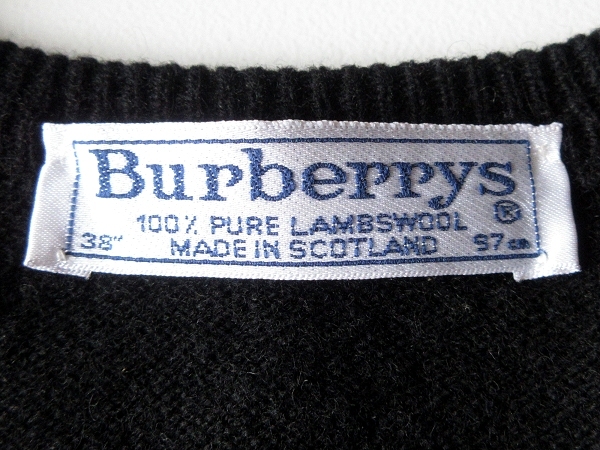 Burberrys®
100% PURE LAMBSWOOL
38" MADE IN SCOTLAND 97cm